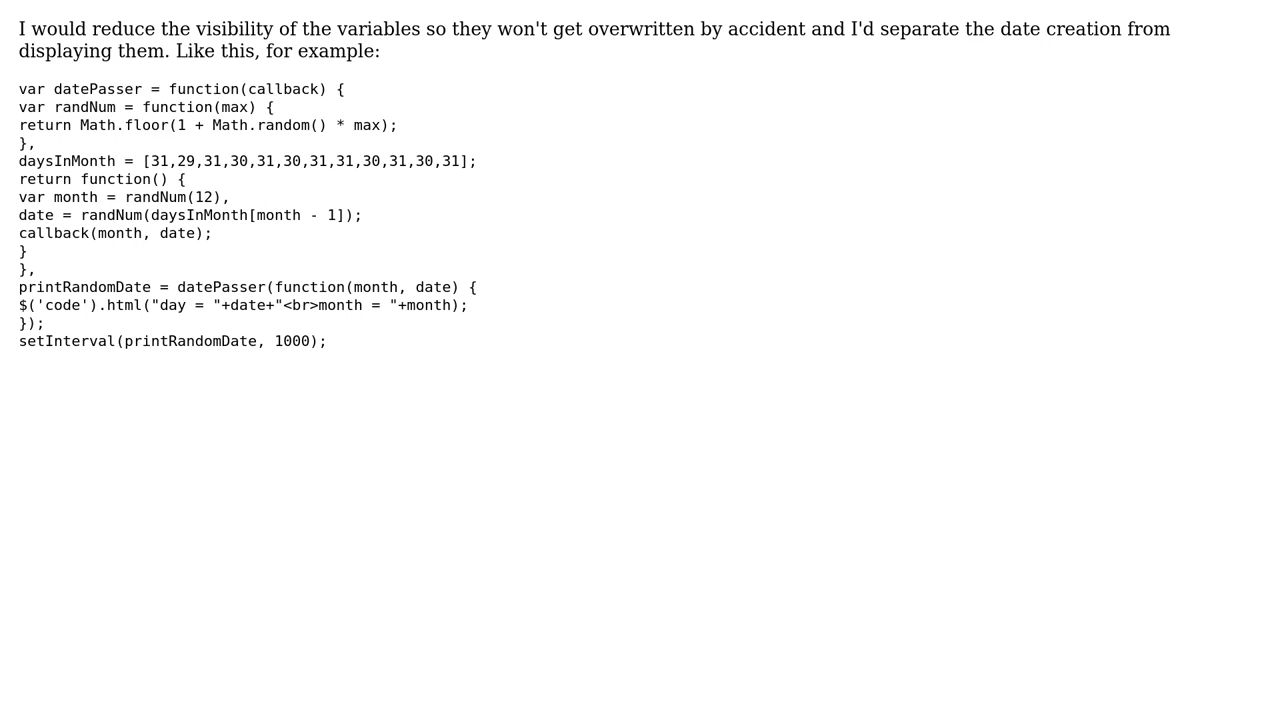 I would reduce the visibility of the variables so they won't get overwritten by accident and I'd separate the date creation from
displaying them. Like this, for example:
var datePasser = function(callback) {
var randNum = function(max) {
return Math.floor(1 + Math.random() * max);
},
daysInMonth = [31,29,31,30,31,30,31,31,30,31,30,31];
return function() {
var month = randNum(12),
date = randNum(daysInMonth[month - 1]);
callback(month, date);
}
},
printRandomDate = datePasser(function(month, date) {
$('code').html("day = "+date+"<br>month = "+month);
});
setInterval(printRandomDate, 1000);